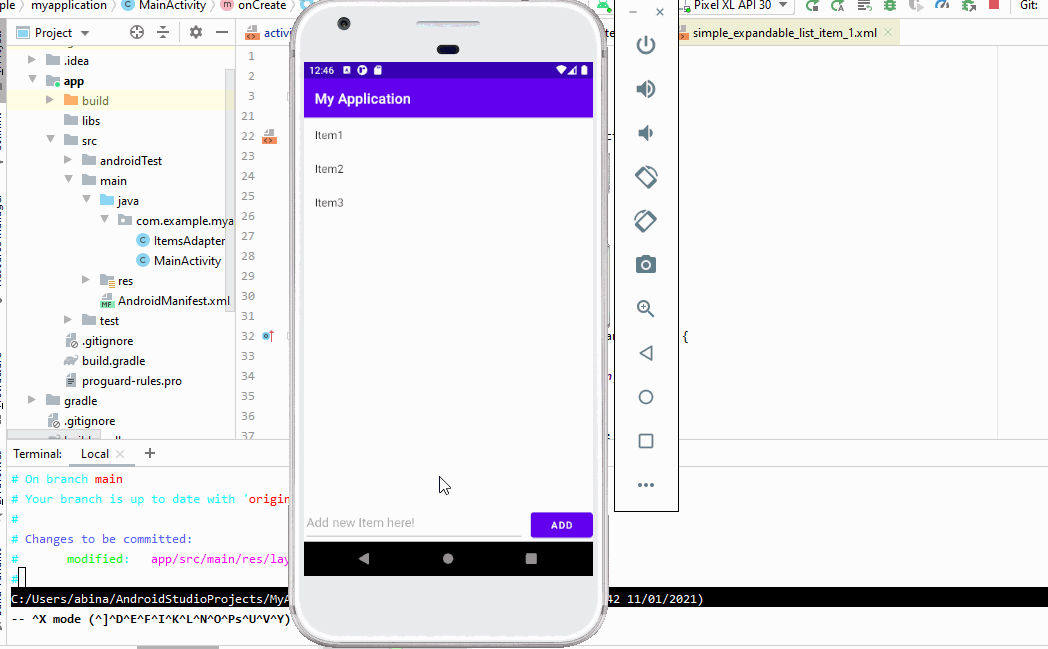 ple myapplication MainActivity onCreate Pixel XL API 30 Git:
Project activi simple_expandable_list_item_1.xml
.idea
app
build
libs
src
androidTest
main
java
com.example.mya
ItemsAdapter
MainActivity
res
AndroidManifest.xml
test
.gitignore
build.gradle
proguard-rules.pro
gradle
.gitignore
1
2
3
21
22
23
24
25
26
27
28
29
30
31
32
33
34
35
36
37
{
12:46
My Application
Item1
Item2
Item3
Add new Item here! ADD
Terminal: Local
# On branch main
# Your branch is up to date with 'origin
#
# Changes to be committed:
# modified: app/src/main/res/lay
#
C:/Users/abina/AndroidStudioProjects/MyA 42 11/01/2021)
-- ^X mode (^]^D^E^F^I^K^L^N^O^Ps^U^V^Y)